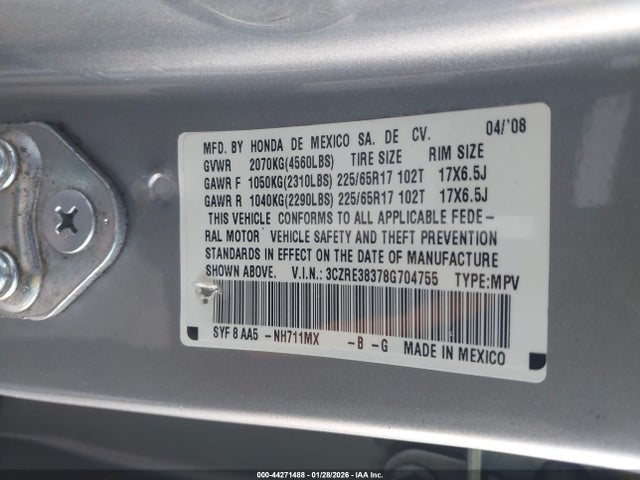 MFD. BY HONDA DE MEXICO SA. DE CV. 04/'08
GVWR 2070KG(4560LBS) TIRE SIZE RIM SIZE
GAWR F 1050KG(2310LBS) 225/65R17 102T 17X6.5J
GAWR R 1040KG(2290LBS) 225/65R17 102T 17X6.5J
THIS VEHICLE CONFORMS TO ALL APPLICABLE FEDE-
RAL MOTOR VEHICLE SAFETY AND THEFT PREVENTION
STANDARDS IN EFFECT ON THE DATE OF MANUFACTURE
SHOWN ABOVE. V.I.N.: 3CZRE38378G704755 TYPE:MPV
SYF 8 AA5 -NH711MX -B -G MADE IN MEXICO
000-44271488 - 01/28/2026 - IAA Inc.